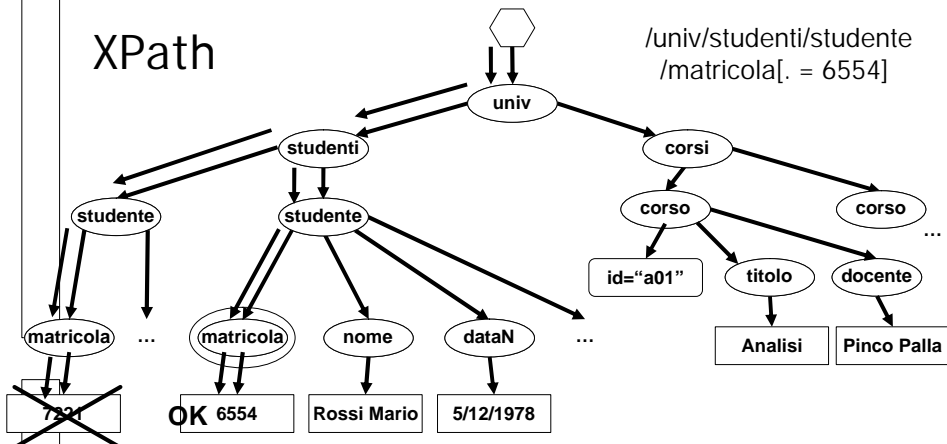 XPath
/univ/studenti/studente
/matricola[. = 6554]
univ
studenti
corsi
studente
studente
corso
corso
...
id="a01"
titolo
docente
matricola
...
matricola
nome
dataN
...
Analisi
Pinco Palla
OK 6554
Rossi Mario
5/12/1978